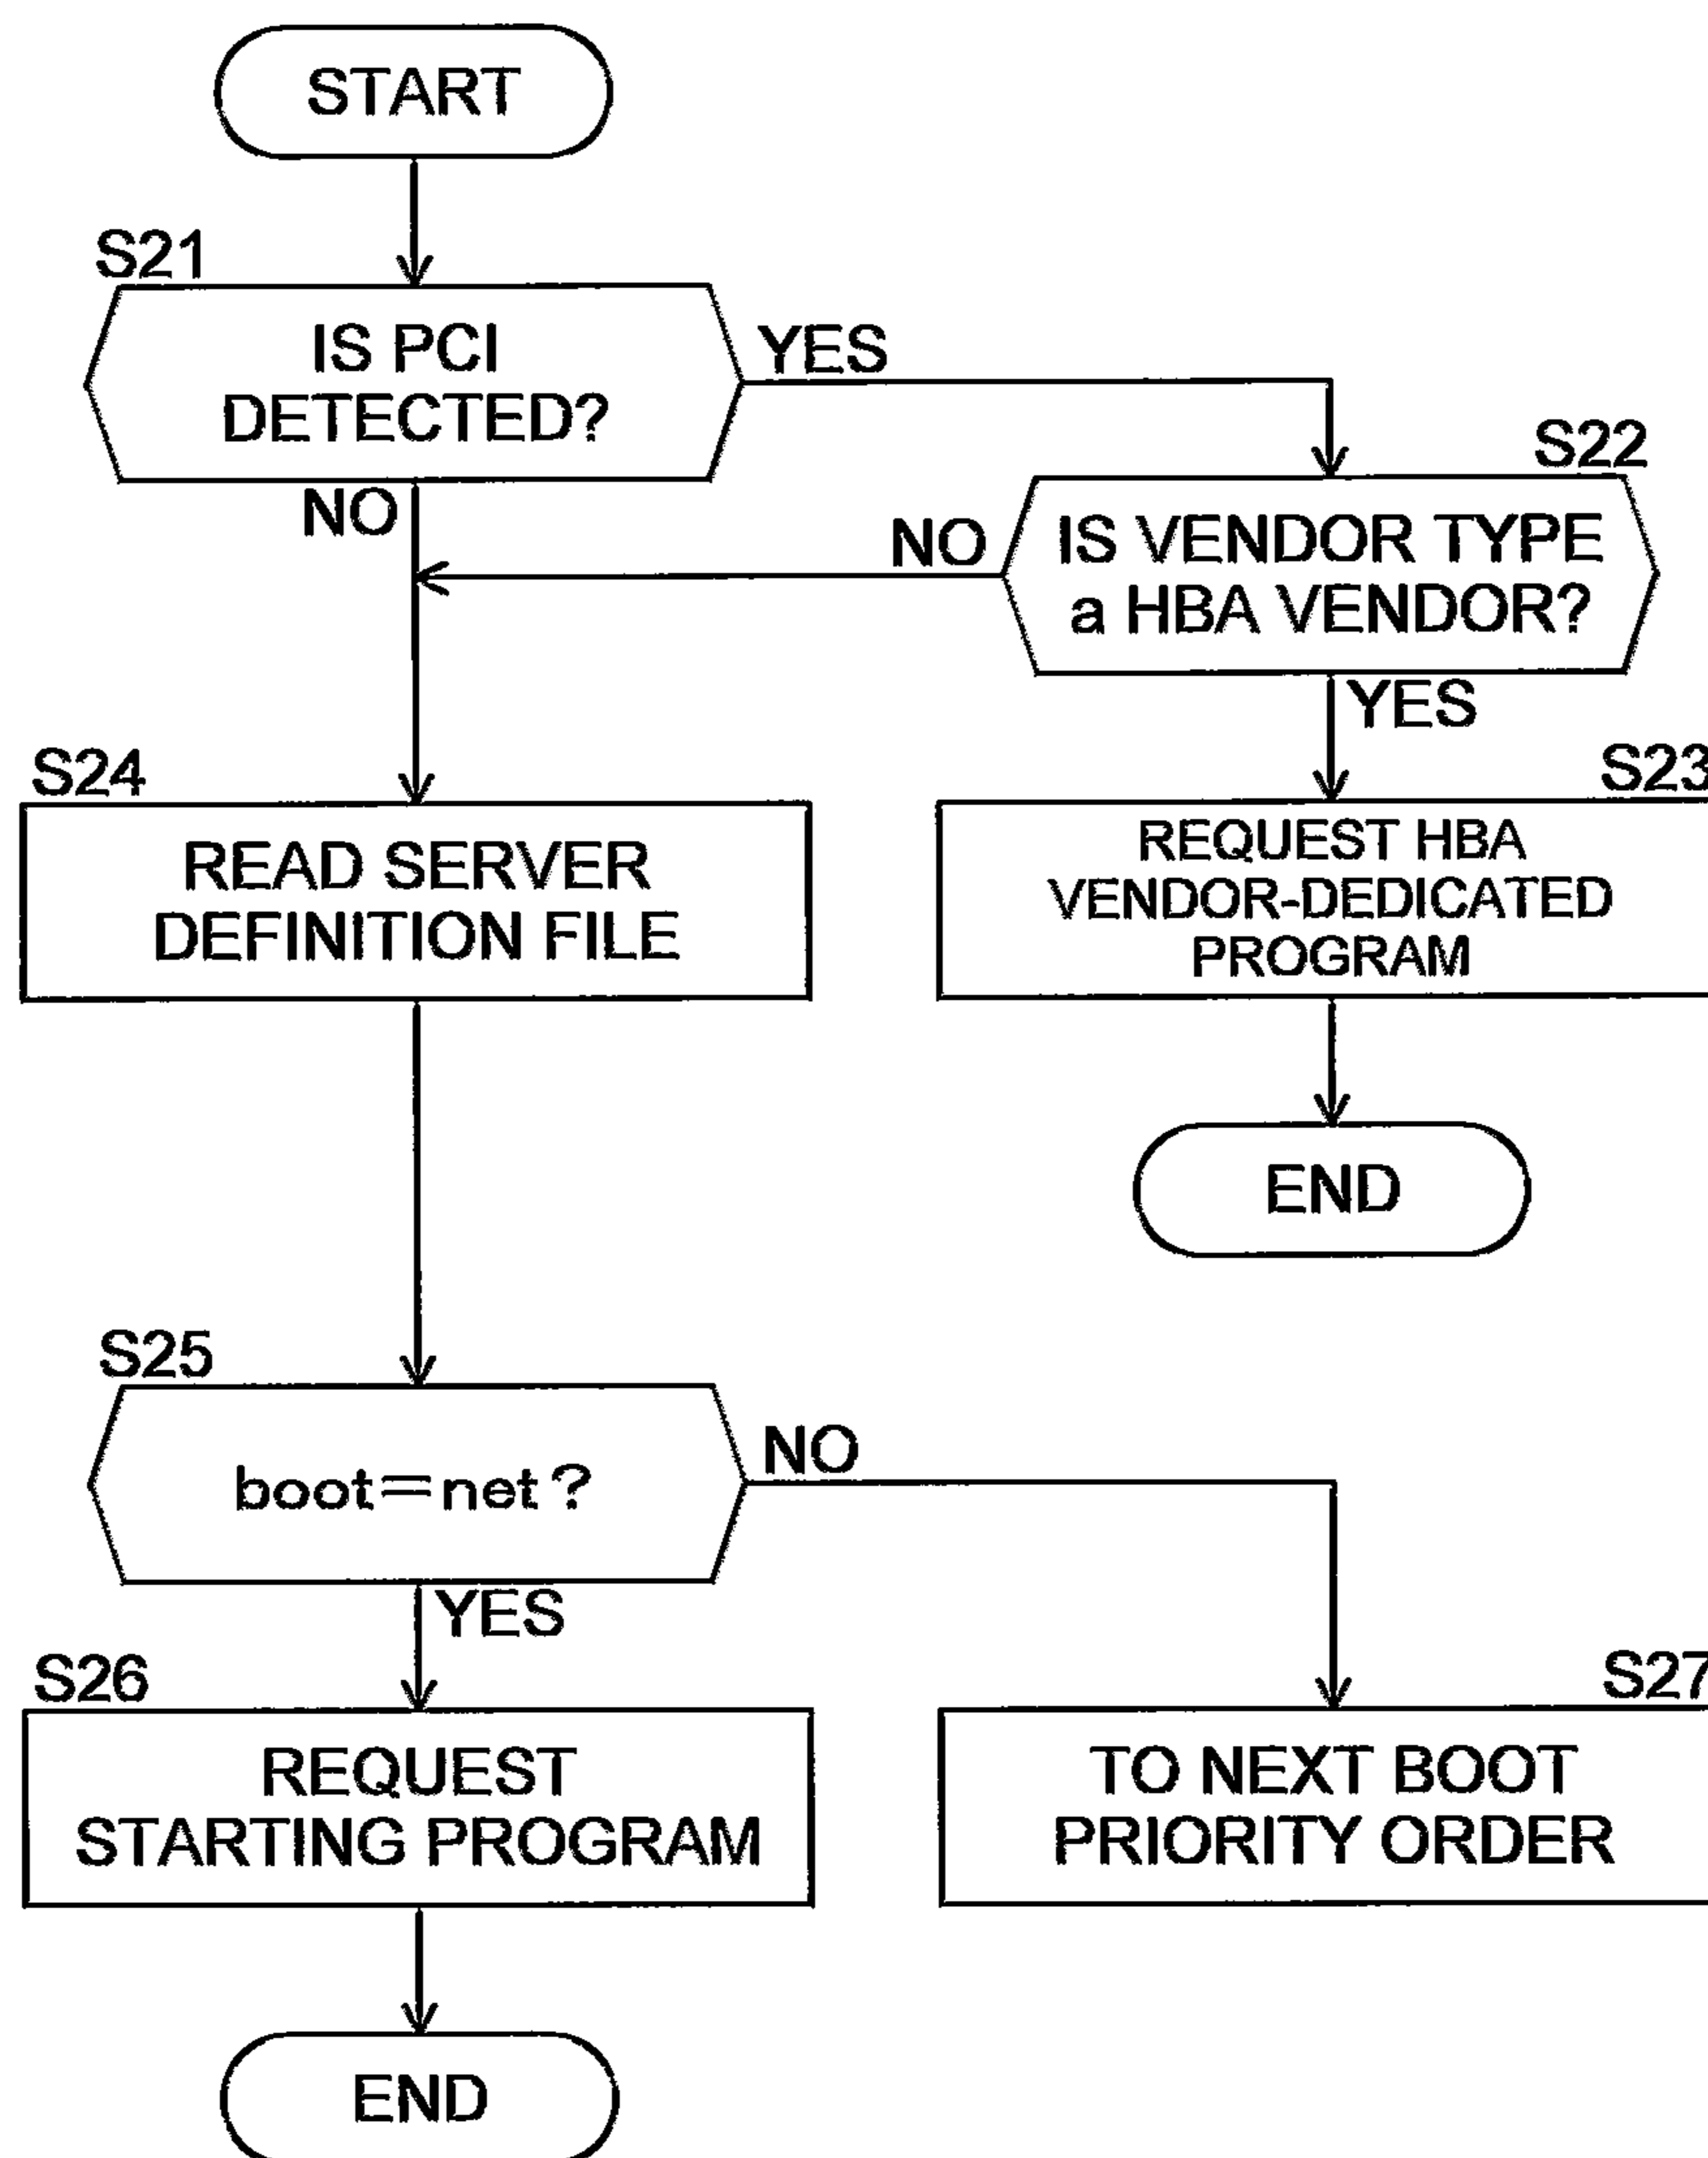 START
S21
IS PCI
DETECTED?
YES
NO
S22
IS VENDOR TYPE
a HBA VENDOR?
NO
YES
S24
READ SERVER
DEFINITION FILE
S23
REQUEST HBA
VENDOR-DEDICATED
PROGRAM
END
S25
boot=net?
NO
YES
S26
REQUEST
STARTING PROGRAM
S27
TO NEXT BOOT
PRIORITY ORDER
END